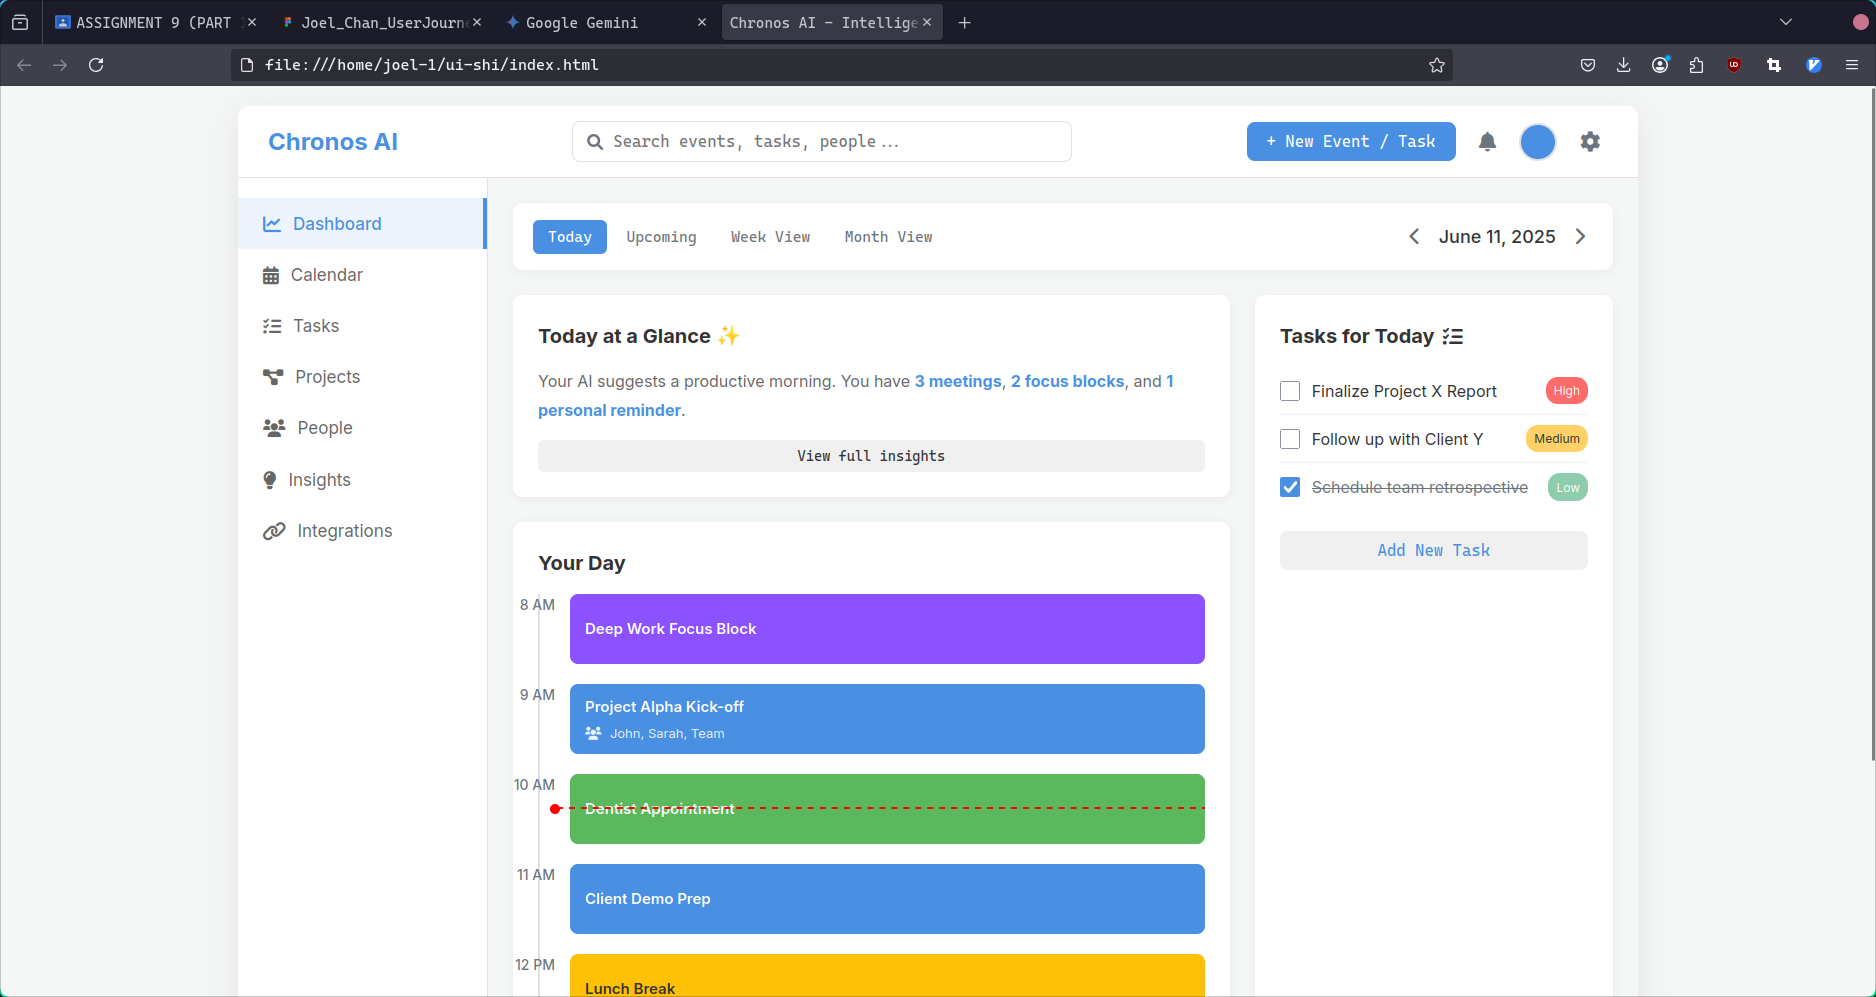 ASSIGNMENT 9 (PART
Joel_Chan_UserJourn
Google Gemini
Chronos AI – Intellige
file:///home/joel-1/ui-shi/index.html
Chronos AI
Search events, tasks, people...
+ New Event / Task
Dashboard
Calendar
Tasks
Projects
People
Insights
Integrations
Today
Upcoming
Week View
Month View
June 11, 2025
Today at a Glance ✨
Your AI suggests a productive morning. You have 3 meetings, 2 focus blocks, and 1
personal reminder.
View full insights
Your Day
8 AM
Deep Work Focus Block
9 AM
Project Alpha Kick-off
John, Sarah, Team
10 AM
Dentist Appointment
11 AM
Client Demo Prep
12 PM
Lunch Break
Tasks for Today
Finalize Project X Report
High
Follow up with Client Y
Medium
Schedule team retrospective
Low
Add New Task